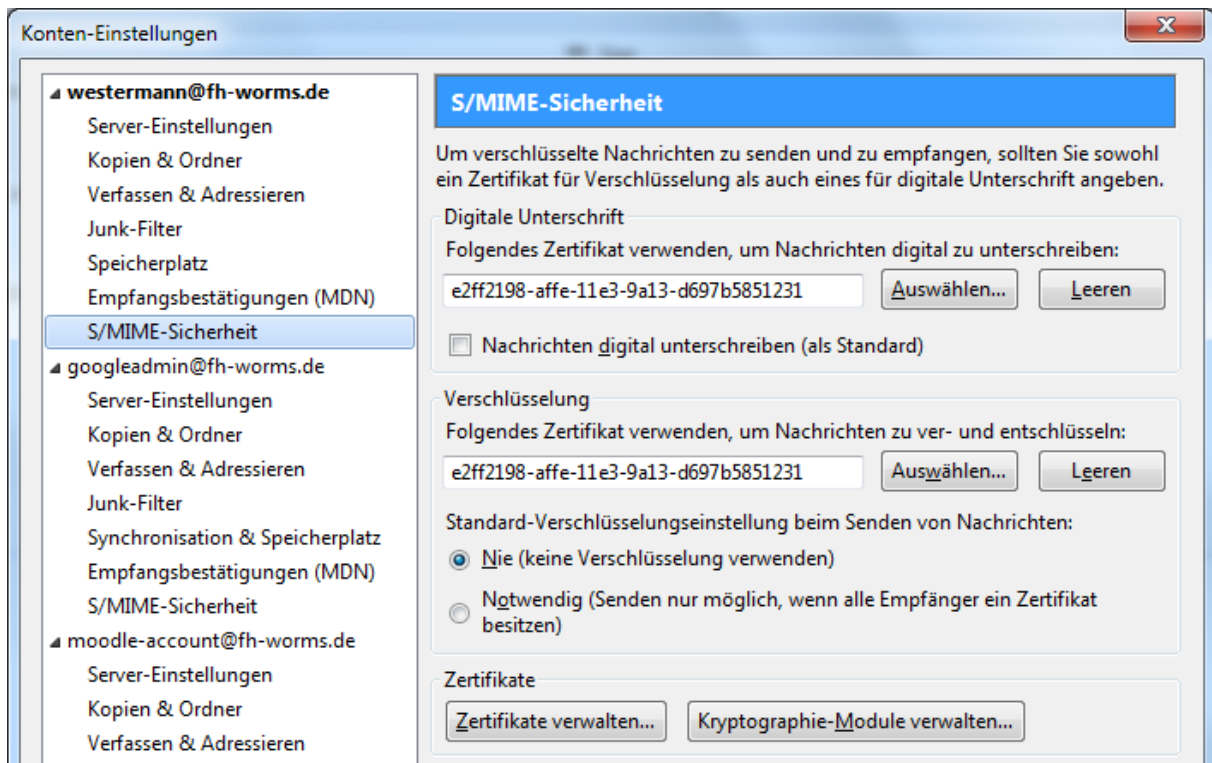 Konten-Einstellungen
westermann@fh-worms.de
Server-Einstellungen
Kopien & Ordner
Verfassen & Adressieren
Junk-Filter
Speicherplatz
Empfangsbestätigungen (MDN)
S/MIME-Sicherheit
googleadmin@fh-worms.de
Server-Einstellungen
Kopien & Ordner
Verfassen & Adressieren
Junk-Filter
Synchronisation & Speicherplatz
Empfangsbestätigungen (MDN)
S/MIME-Sicherheit
moodle-account@fh-worms.de
Server-Einstellungen
Kopien & Ordner
Verfassen & Adressieren
S/MIME-Sicherheit
Um verschlüsselte Nachrichten zu senden und zu empfangen, sollten Sie sowohl
ein Zertifikat für Verschlüsselung als auch eines für digitale Unterschrift angeben.
Digitale Unterschrift
Folgendes Zertifikat verwenden, um Nachrichten digital zu unterschreiben:
e2ff2198-affe-11e3-9a13-d697b5851231 Auswählen... Leeren
Nachrichten digital unterschreiben (als Standard)
Verschlüsselung
Folgendes Zertifikat verwenden, um Nachrichten zu ver- und entschlüsseln:
e2ff2198-affe-11e3-9a13-d697b5851231 Auswählen... Leeren
Standard-Verschlüsselungseinstellung beim Senden von Nachrichten:
Nie (keine Verschlüsselung verwenden)
Notwendig (Senden nur möglich, wenn alle Empfänger ein Zertifikat
besitzen)
Zertifikate
Zertifikate verwalten... Kryptographie-Module verwalten...